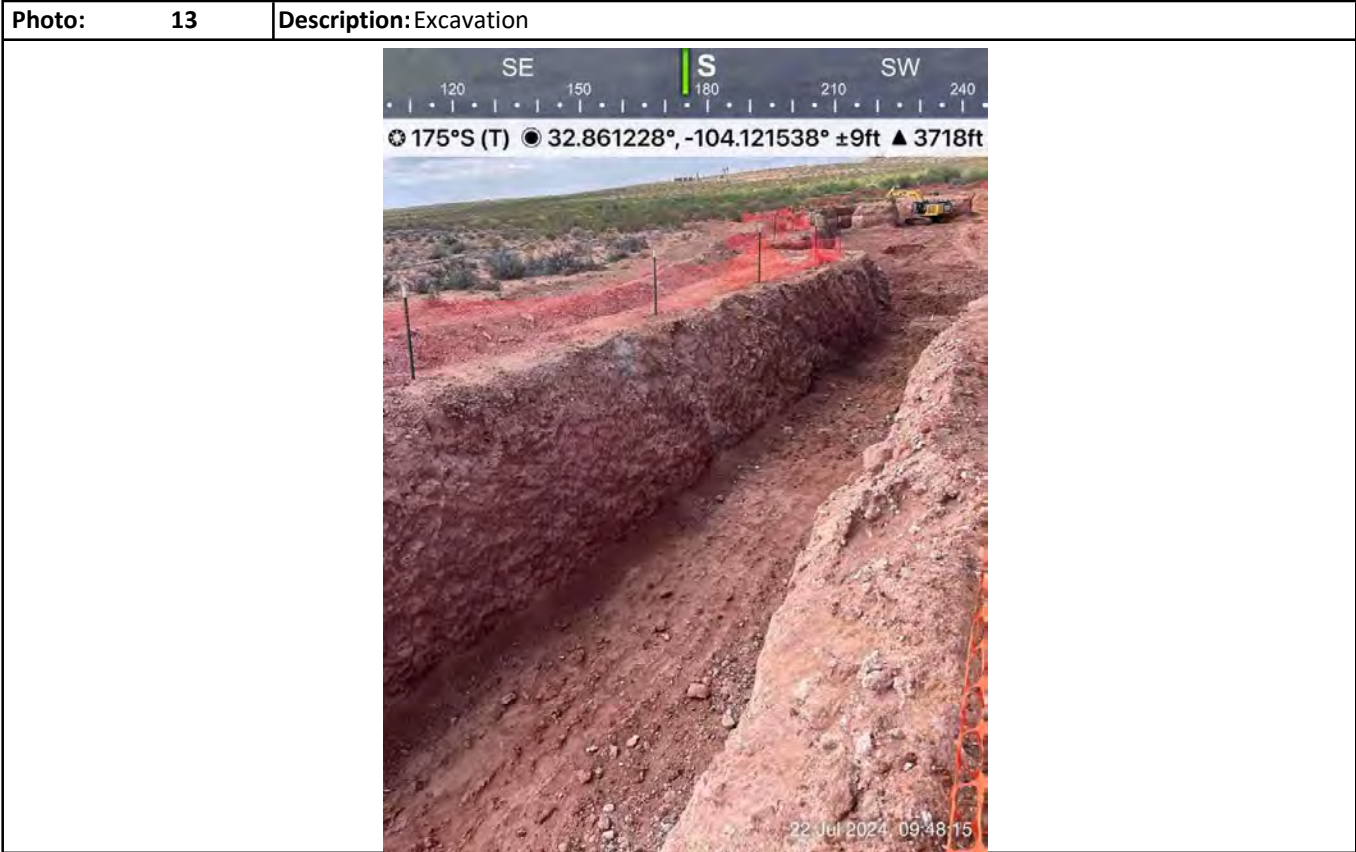 Photo: 13 Description: Excavation
SE S SW
120 150 180 210 240
175°S (T) 32.861228°, -104.121538° ±9ft ▲ 3718ft
22 Jul 2024, 09:48:15